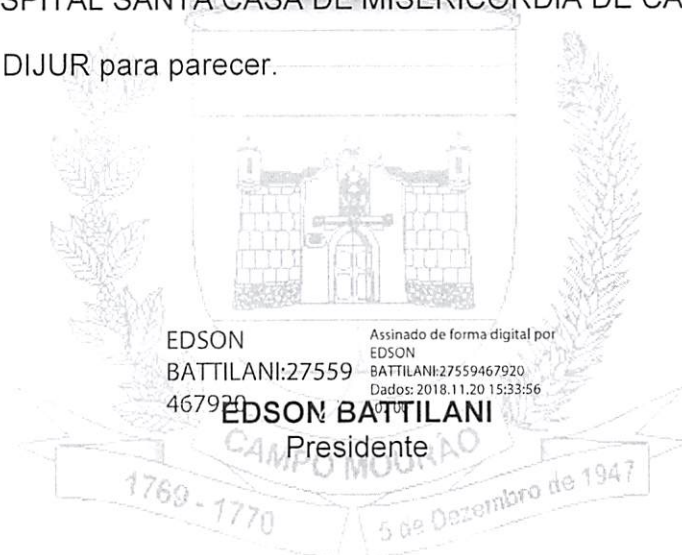 SPITAL SANTA CASA DE MISERICÓRDIA DE CA
DIJUR para parecer.
EDSON
BATTILANI:27559
467920
Assinado de forma digital por
EDSON
BATTILANI:27559467920
Dados: 2018.11.20 15:33:56
EDSON BATTILANI
Presidente
CAMPO MOURÃO
1769 - 1770
5 de Dezembro de 1947